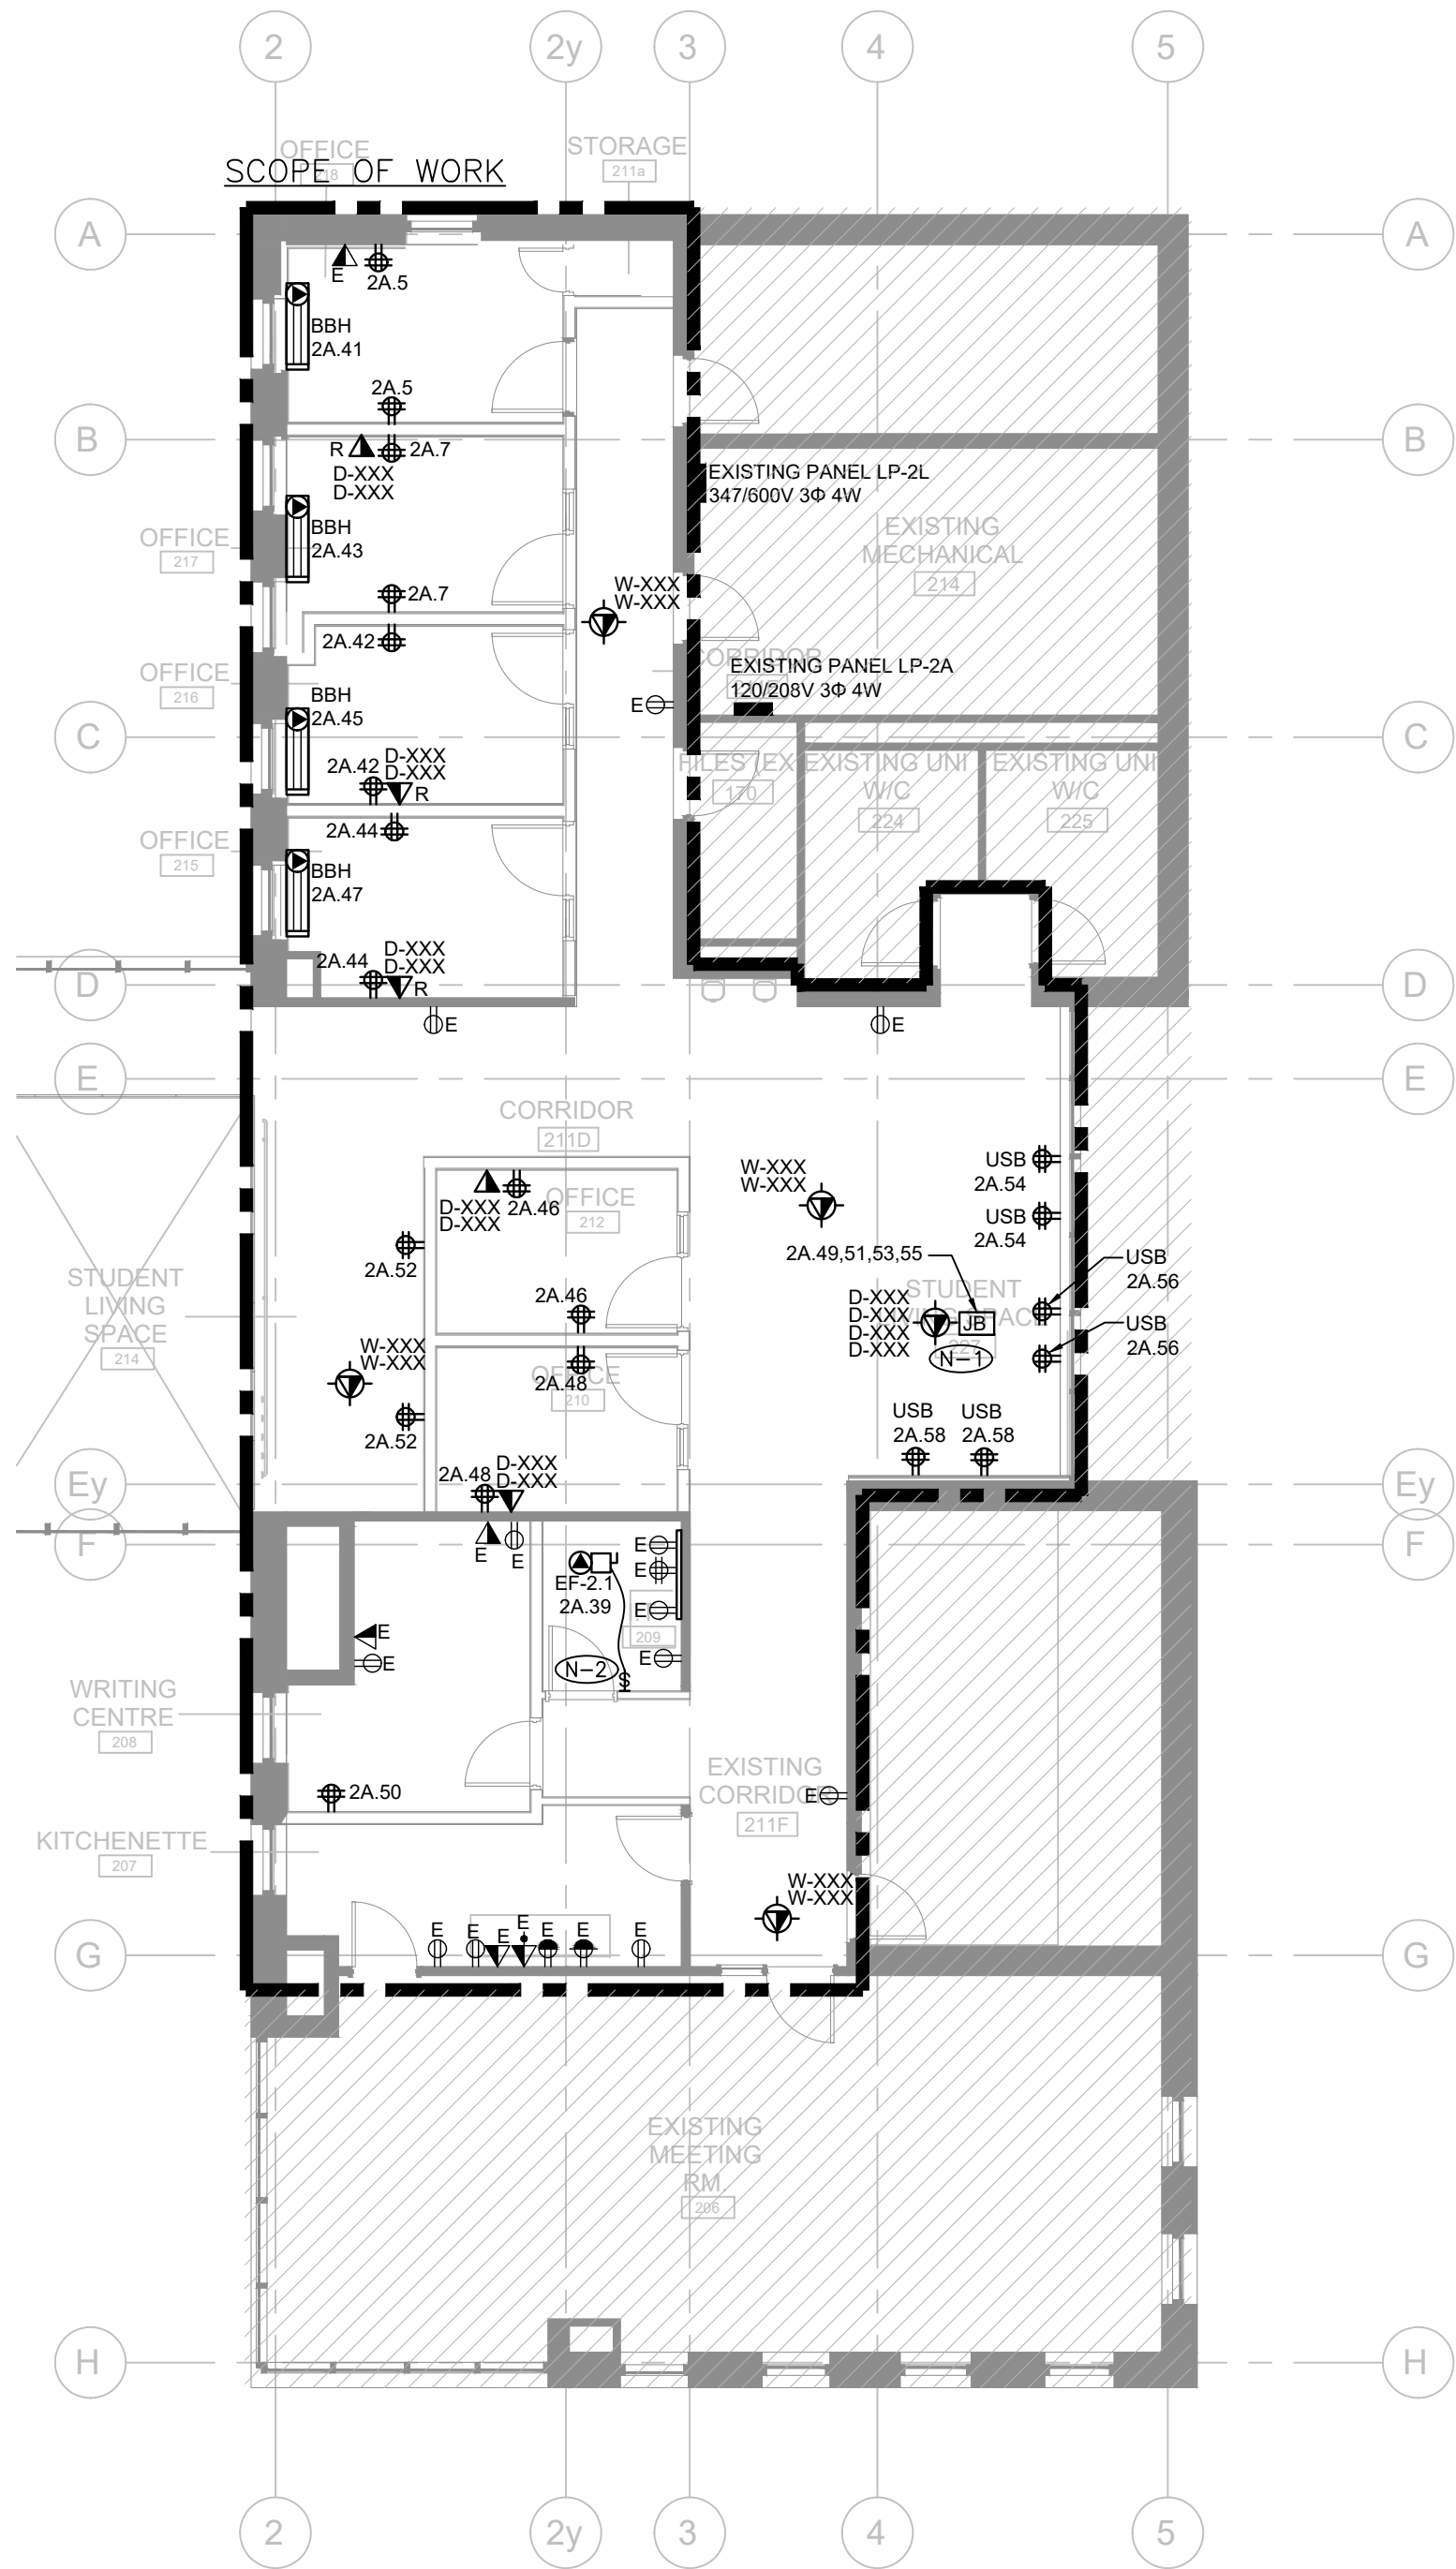 2
2y
3
4
5
OFFICE
218
STORAGE
211a
SCOPE OF WORK
A
A
E
2A.5
BBH
2A.41
2A.5
B
B
R
2A.7
D-XXX
D-XXX
EXISTING PANEL LP-2L
347/600V 3Φ 4W
EXISTING
MECHANICAL
214
OFFICE
217
BBH
2A.43
2A.7
W-XXX
W-XXX
2A.42
CORRIDOR
EXISTING PANEL LP-2A
120/208V 3Φ 4W
OFFICE
216
BBH
2A.45
E
C
C
2A.42
D-XXX
D-XXX
R
FILES (EX
170
EXISTING UNI
W/C
224
EXISTING UNI
W/C
225
OFFICE
215
2A.44
BBH
2A.47
2A.44
D-XXX
D-XXX
R
D
D
E
E
E
E
CORRIDOR
211D
W-XXX
W-XXX
USB
2A.54
USB
2A.54
D-XXX
D-XXX
2A.46
OFFICE
212
2A.52
2A.49,51,53,55
USB
2A.56
STUDENT
LIVING
SPACE
214
2A.46
D-XXX
D-XXX
D-XXX
D-XXX
JB
STUDENT
227
N-1
USB
2A.56
W-XXX
W-XXX
2A.48
OFFICE
210
2A.52
USB
2A.58
USB
2A.58
2A.48
D-XXX
D-XXX
Ey
Ey
F
F
E
E
EF-2.1
2A.39
E
E
E
E
209
N-2
$
E
E
WRITING
CENTRE
208
2A.50
EXISTING
CORRIDOR
211F
E
KITCHENETTE
207
W-XXX
W-XXX
E
E
E
E
E
E
E
G
G
EXISTING
MEETING
RM.
206
H
H
2
2y
3
4
5